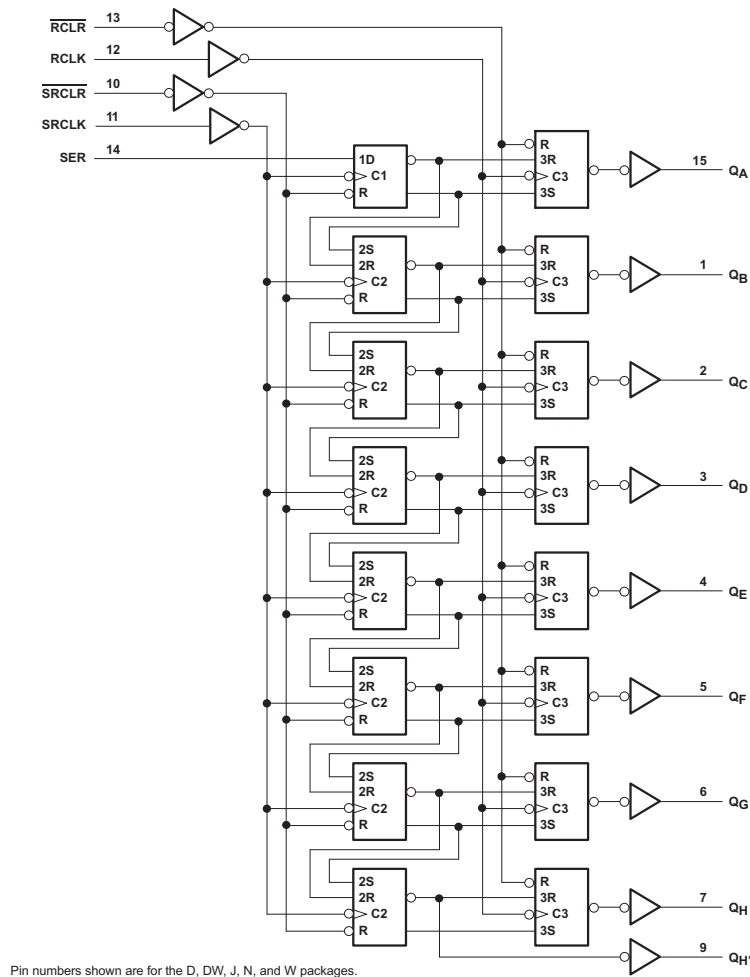 RCLR 13
RCLK 12
SRCLR 10
SRCLK 11
SER 14
1D
C1
R
R
3R
C3
3S
15 QA
2S
2R
C2
R
R
3R
C3
3S
1 QB
2S
2R
C2
R
R
3R
C3
3S
2 QC
2S
2R
C2
R
R
3R
C3
3S
3 QD
2S
2R
C2
R
R
3R
C3
3S
4 QE
2S
2R
C2
R
R
3R
C3
3S
5 QF
2S
2R
C2
R
R
3R
C3
3S
6 QG
2S
2R
C2
R
R
3R
C3
3S
7 QH
9 QH'
Pin numbers shown are for the D, DW, J, N, and W packages.